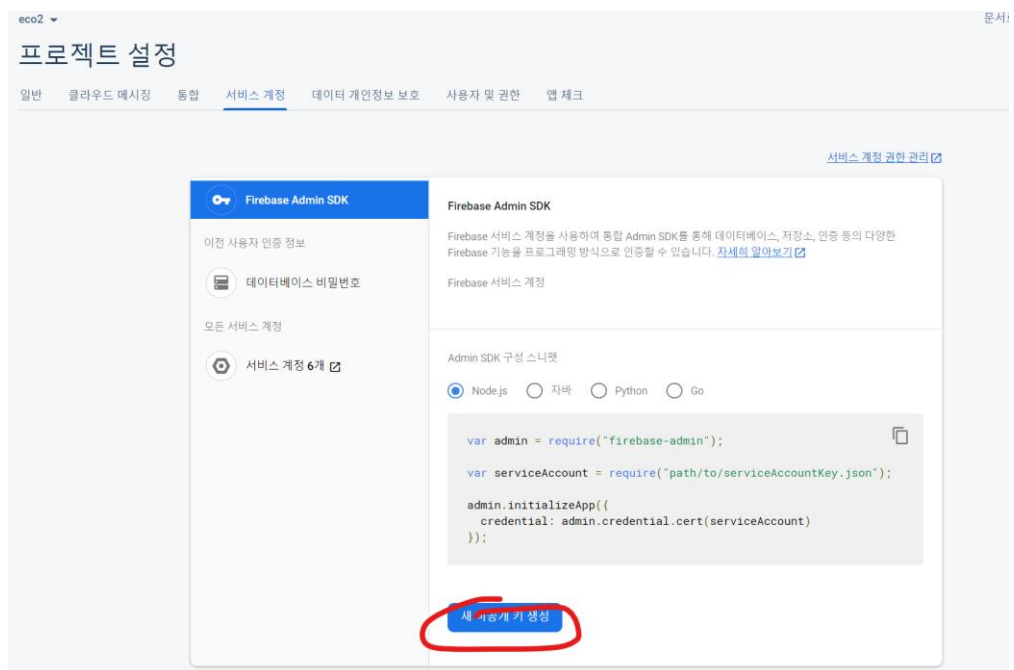 eco2
문서로
프로젝트 설정
일반 클라우드 메시징 통합 서비스 계정 데이터 개인정보 보호 사용자 및 권한 앱 체크
서비스 계정 권한 관리
Firebase Admin SDK
이전 사용자 인증 정보
데이터베이스 비밀번호
모든 서비스 계정
서비스 계정 6개
Firebase Admin SDK
Firebase 서비스 계정을 사용하여 통합 Admin SDK를 통해 데이터베이스, 저장소, 인증 등의 다양한
Firebase 기능을 프로그래밍 방식으로 인증할 수 있습니다. 자세히 알아보기
Firebase 서비스 계정
Admin SDK 구성 스니펫
Node.js 자바 Python Go
var admin = require("firebase-admin");
var serviceAccount = require("path/to/serviceAccountKey.json");
admin.initializeApp({
credential: admin.credential.cert(serviceAccount)
});
새 비공개 키 생성